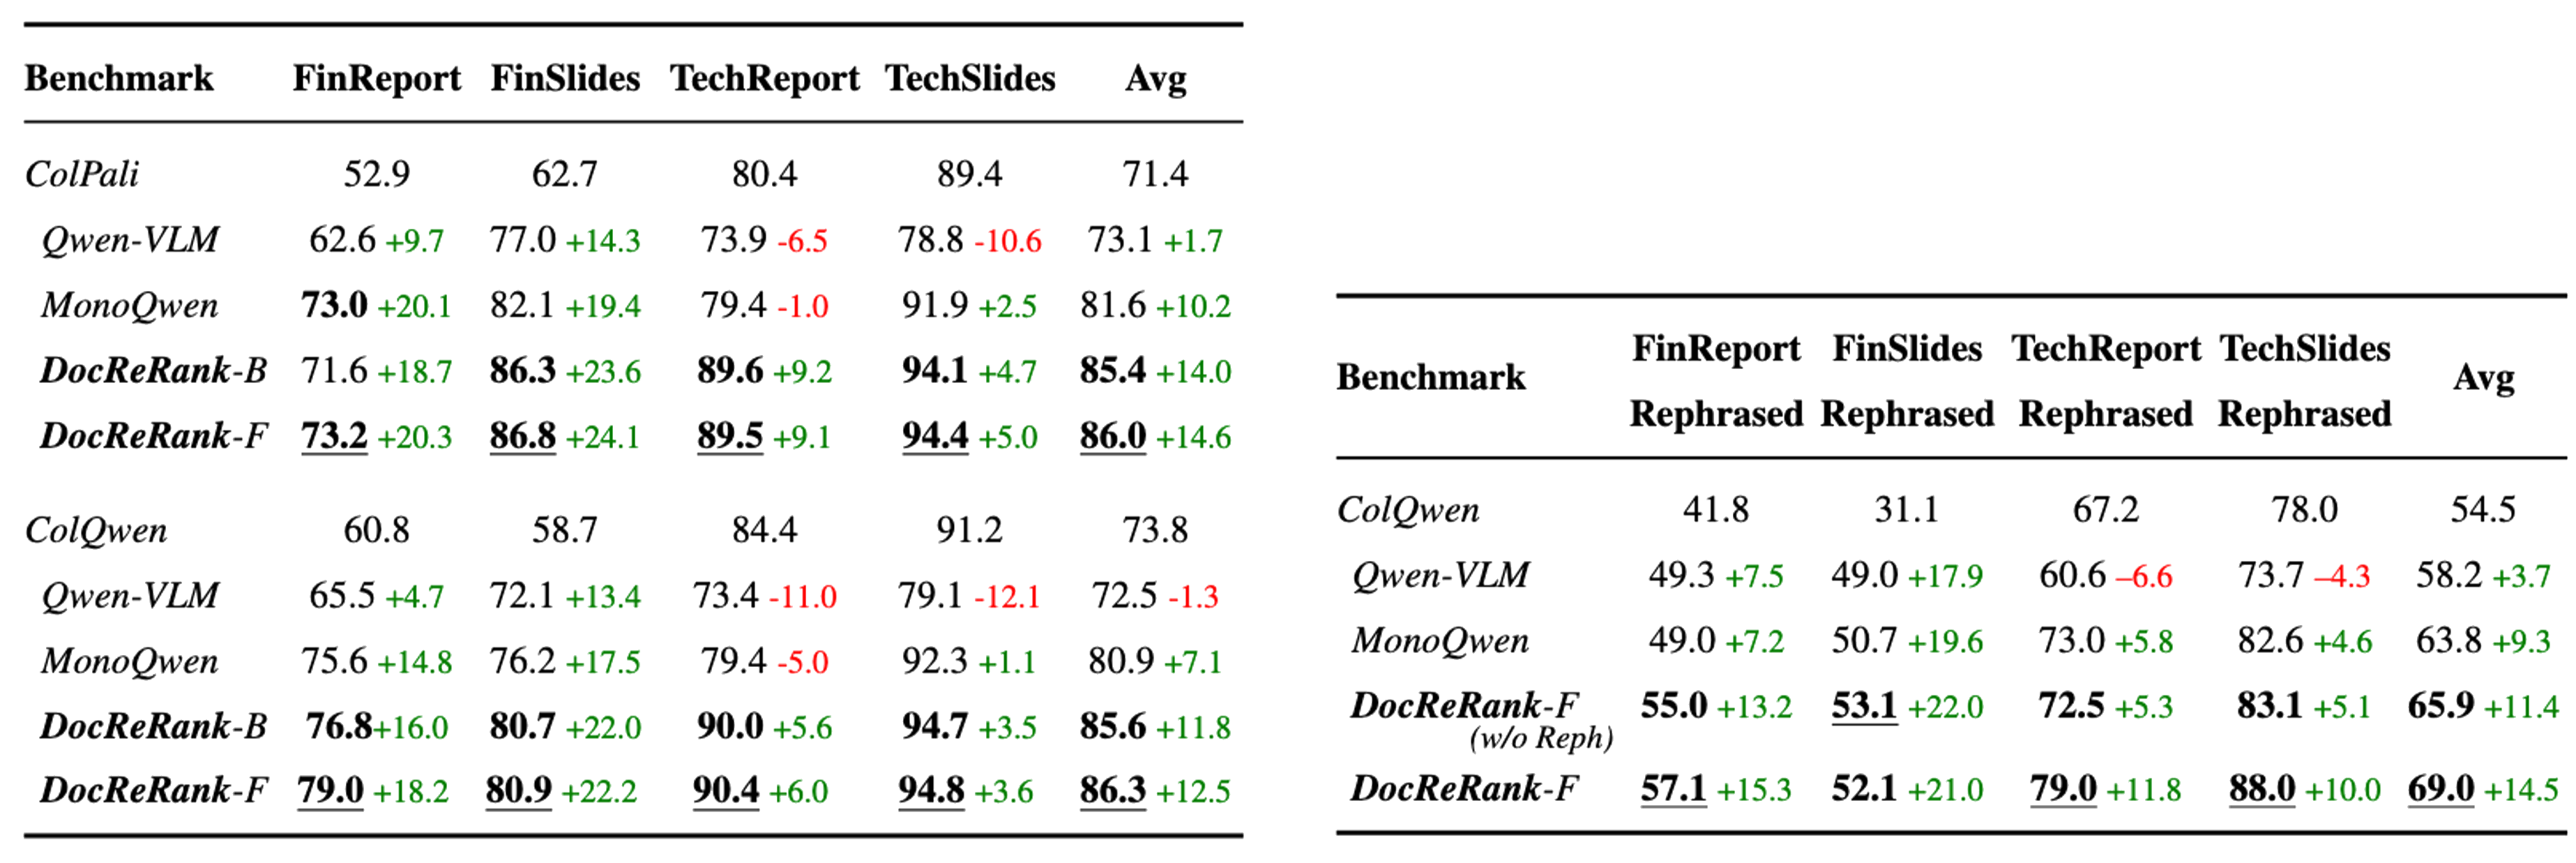 Benchmark FinReport FinSlides TechReport TechSlides Avg
ColPali 52.9 62.7 80.4 89.4 71.4
Qwen-VLM 62.6 +9.7 77.0 +14.3 73.9 -6.5 78.8 -10.6 73.1 +1.7
MonoQwen 73.0 +20.1 82.1 +19.4 79.4 -1.0 91.9 +2.5 81.6 +10.2
DocReRank-B 71.6 +18.7 86.3 +23.6 89.6 +9.2 94.1 +4.7 85.4 +14.0
DocReRank-F 73.2 +20.3 86.8 +24.1 89.5 +9.1 94.4 +5.0 86.0 +14.6
ColQwen 60.8 58.7 84.4 91.2 73.8
Qwen-VLM 65.5 +4.7 72.1 +13.4 73.4 -11.0 79.1 -12.1 72.5 -1.3
MonoQwen 75.6 +14.8 76.2 +17.5 79.4 -5.0 92.3 +1.1 80.9 +7.1
DocReRank-B 76.8+16.0 80.7 +22.0 90.0 +5.6 94.7 +3.5 85.6 +11.8
DocReRank-F 79.0 +18.2 80.9 +22.2 90.4 +6.0 94.8 +3.6 86.3 +12.5
FinReport FinSlides TechReport TechSlides
Benchmark Avg
Rephrased Rephrased Rephrased Rephrased
ColQwen 41.8 31.1 67.2 78.0 54.5
Qwen-VLM 49.3 +7.5 49.0 +17.9 60.6 –6.6 73.7 –4.3 58.2 +3.7
MonoQwen 49.0 +7.2 50.7 +19.6 73.0 +5.8 82.6 +4.6 63.8 +9.3
DocReRank-F 55.0 +13.2 53.1 +22.0 72.5 +5.3 83.1 +5.1 65.9 +11.4
(w/o Reph)
DocReRank-F 57.1 +15.3 52.1 +21.0 79.0 +11.8 88.0 +10.0 69.0 +14.5